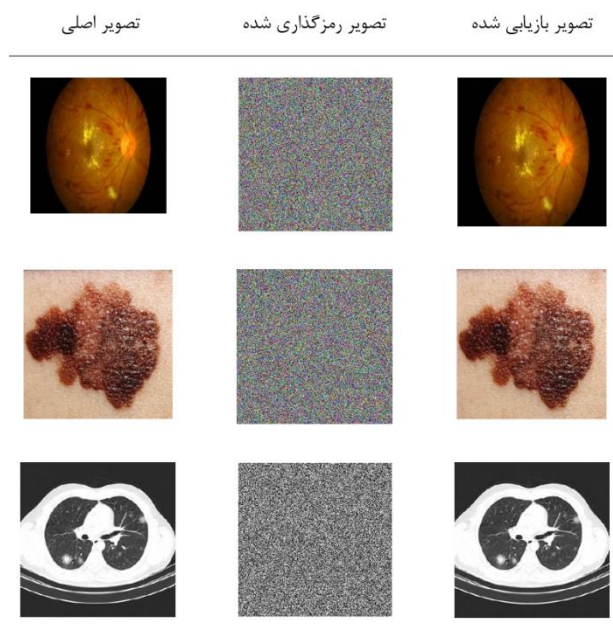 تصویر اصلی
تصویر رمزگذاری شده
تصویر بازیابی شده